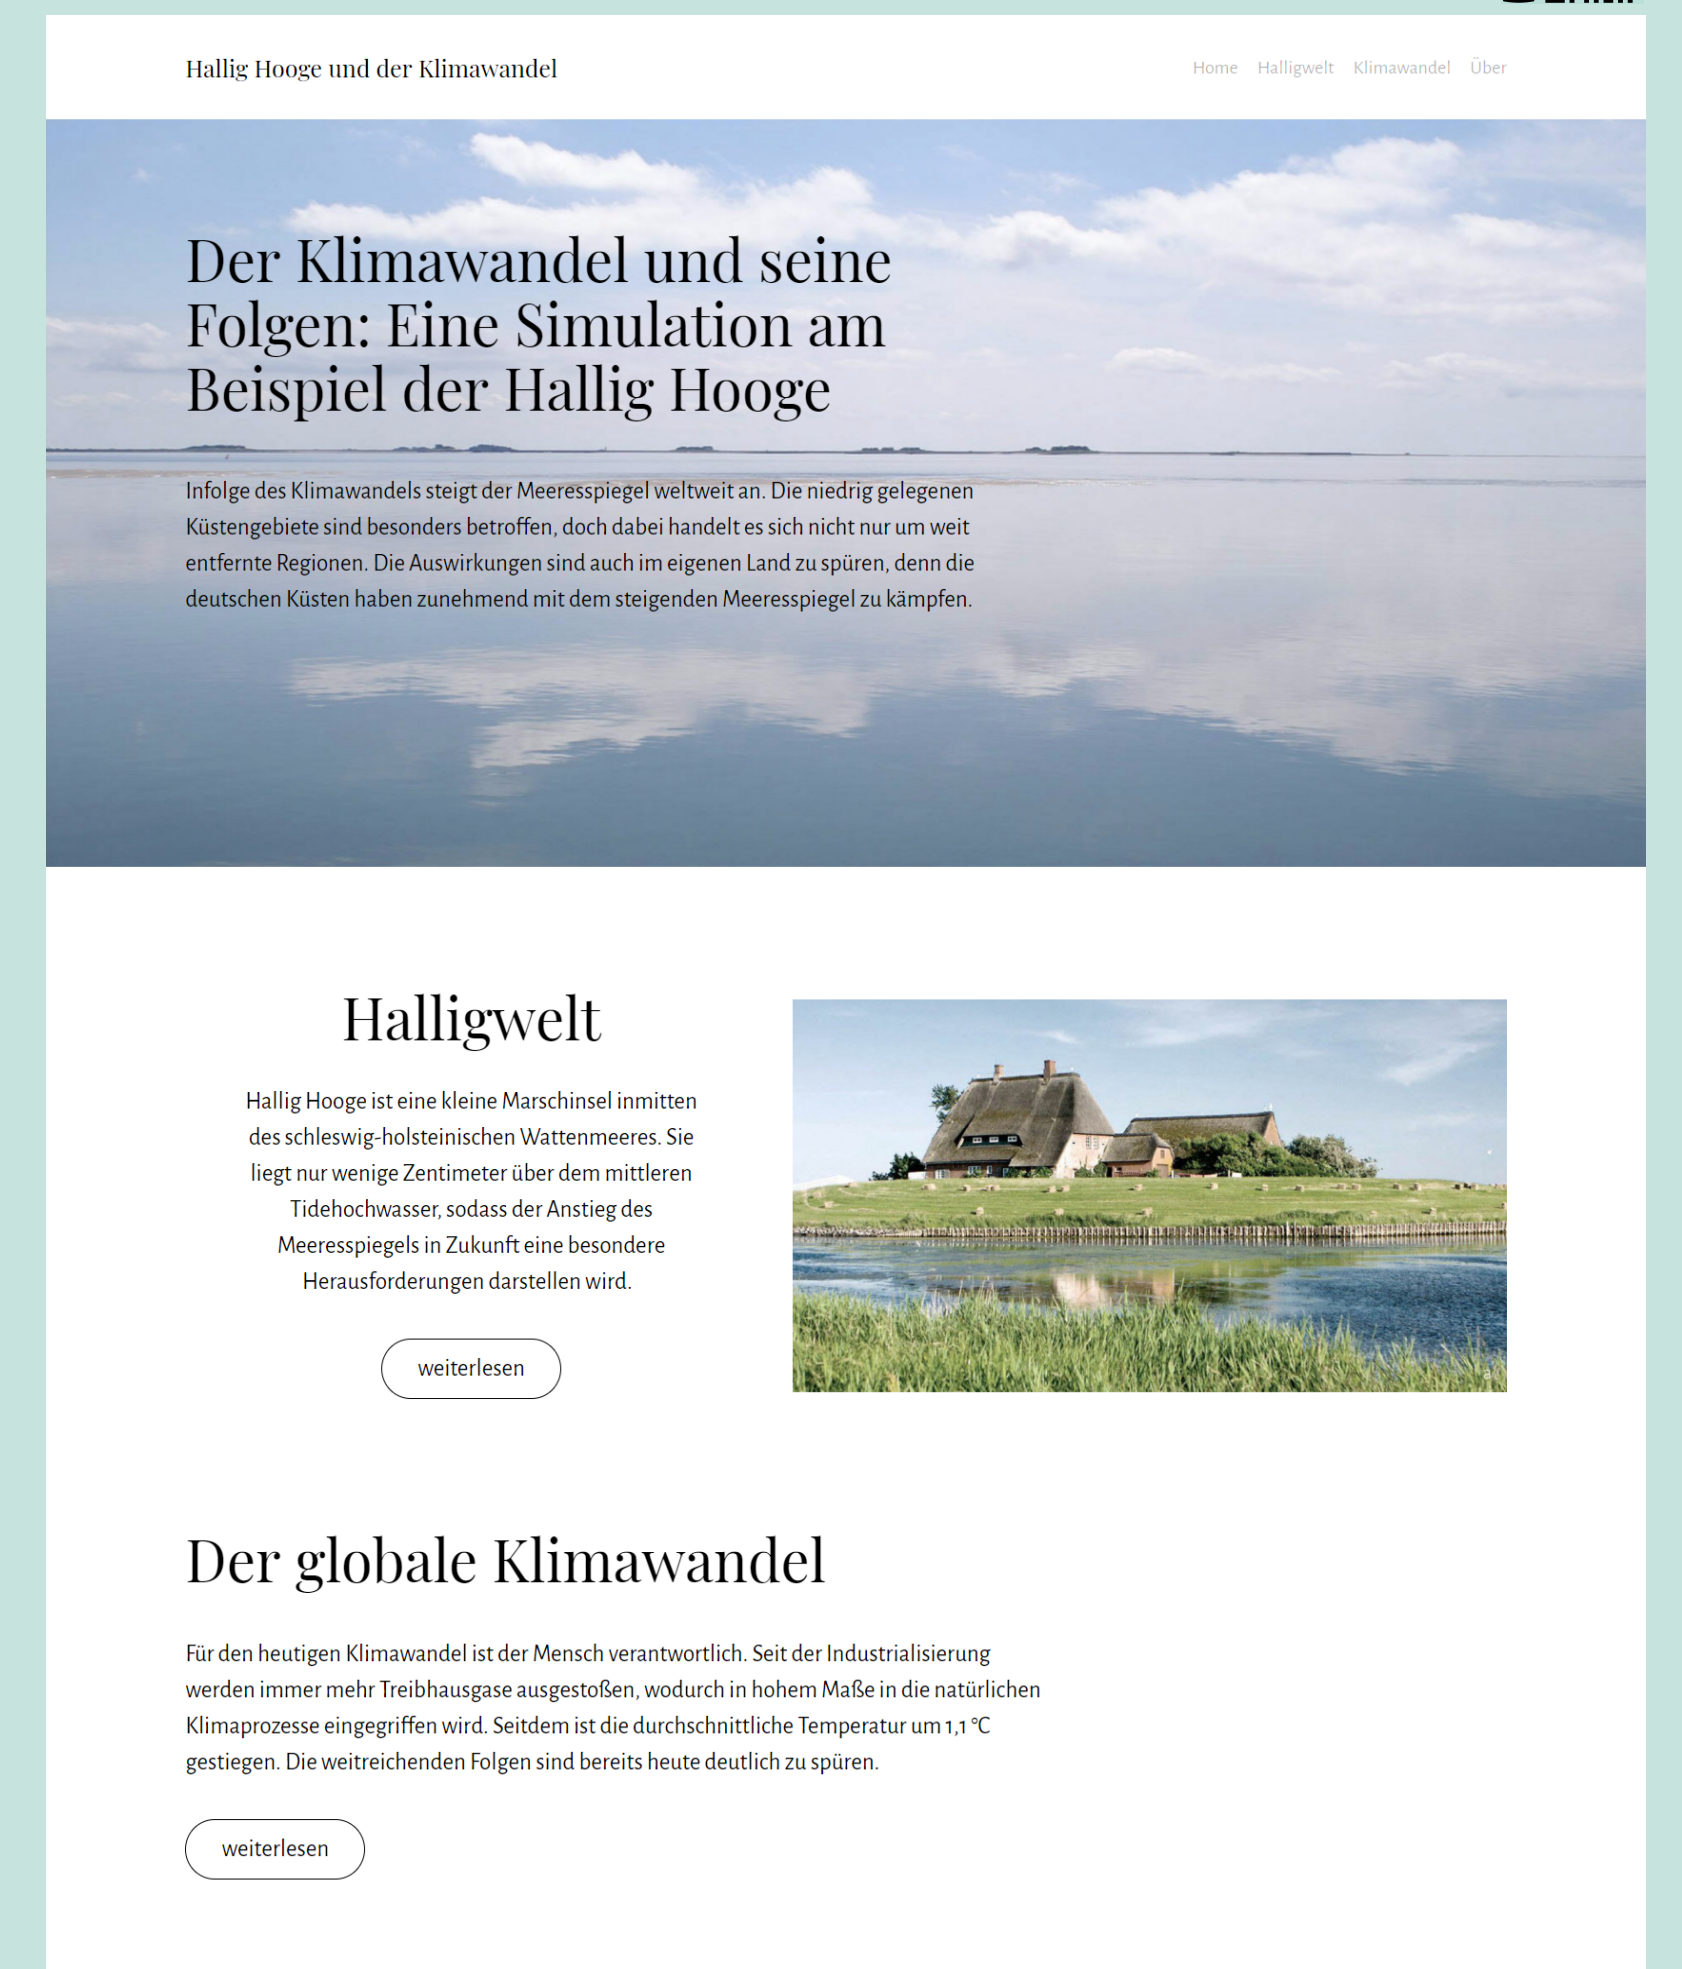 Hallig Hooge und der Klimawandel
Home Halligwelt Klimawandel Über
Der Klimawandel und seine
Folgen: Eine Simulation am
Beispiel der Hallig Hooge
Infolge des Klimawandels steigt der Meeresspiegel weltweit an. Die niedrig gelegenen
Küstengebiete sind besonders betroffen, doch dabei handelt es sich nicht nur um weit
entfernte Regionen. Die Auswirkungen sind auch im eigenen Land zu spüren, denn die
deutschen Küsten haben zunehmend mit dem steigenden Meeresspiegel zu kämpfen.
Halligwelt
Hallig Hooge ist eine kleine Marschinsel inmitten
des schleswig-holsteinischen Wattenmeeres. Sie
liegt nur wenige Zentimeter über dem mittleren
Tidehochwasser, sodass der Anstieg des
Meeresspiegels in Zukunft eine besondere
Herausforderungen darstellen wird.
weiterlesen
Der globale Klimawandel
Für den heutigen Klimawandel ist der Mensch verantwortlich. Seit der Industrialisierung
werden immer mehr Treibhausgase ausgestoßen, wodurch in hohem Maße in die natürlichen
Klimaprozesse eingegriffen wird. Seitdem ist die durchschnittliche Temperatur um 1,1 °C
gestiegen. Die weitreichenden Folgen sind bereits heute deutlich zu spüren.
weiterlesen